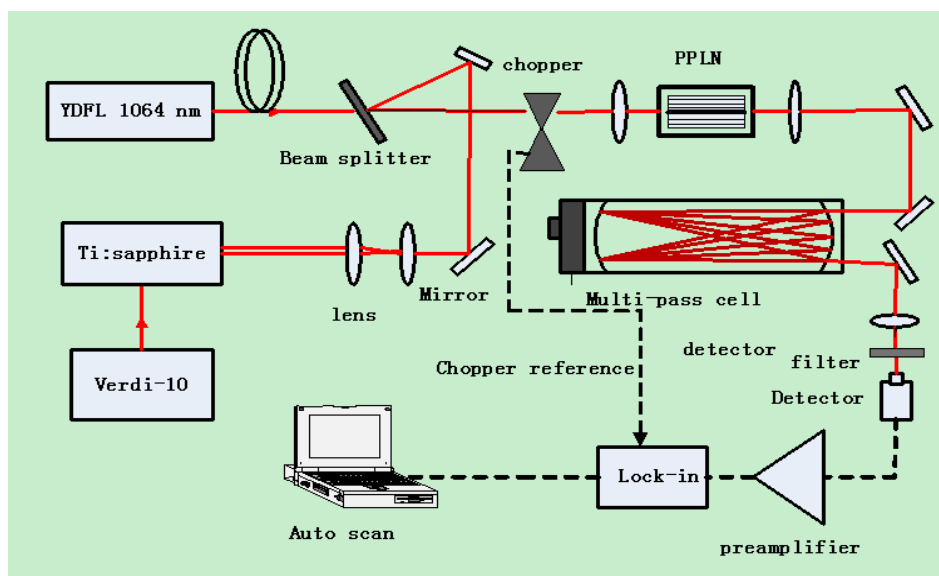 PPLN
chopper
YDFL 1064 nm
Beam splitter
Ti:sapphire
Mirror
lens
Multi-pass cell
detector
filter
Chopper reference
Verdi-10
Detector
Lock-in
Auto scan
preamplifier